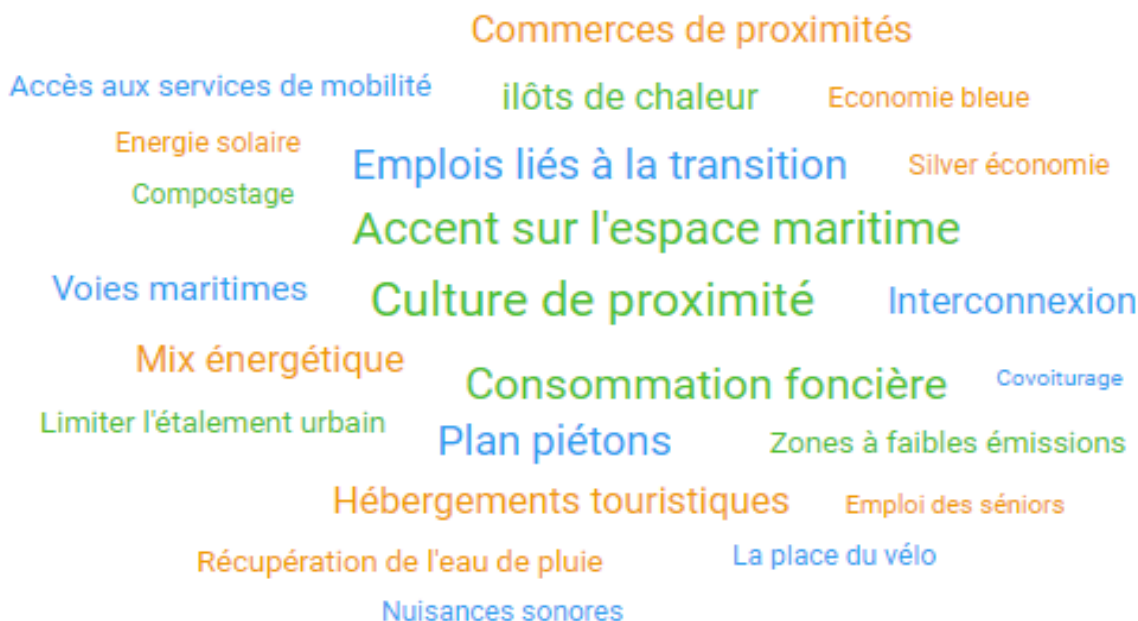 Commerces de proximités
Accès aux services de mobilité
ilôts de chaleur
Economie bleue
Energie solaire
Emplois liés à la transition
Silver économie
Compostage
Accent sur l'espace maritime
Voies maritimes
Culture de proximité
Interconnexion
Mix énergétique
Consommation foncière
Covoiturage
Limiter l'étalement urbain
Plan piétons
Zones à faibles émissions
Hébergements touristiques
Emploi des séniors
Récupération de l'eau de pluie
La place du vélo
Nuisances sonores